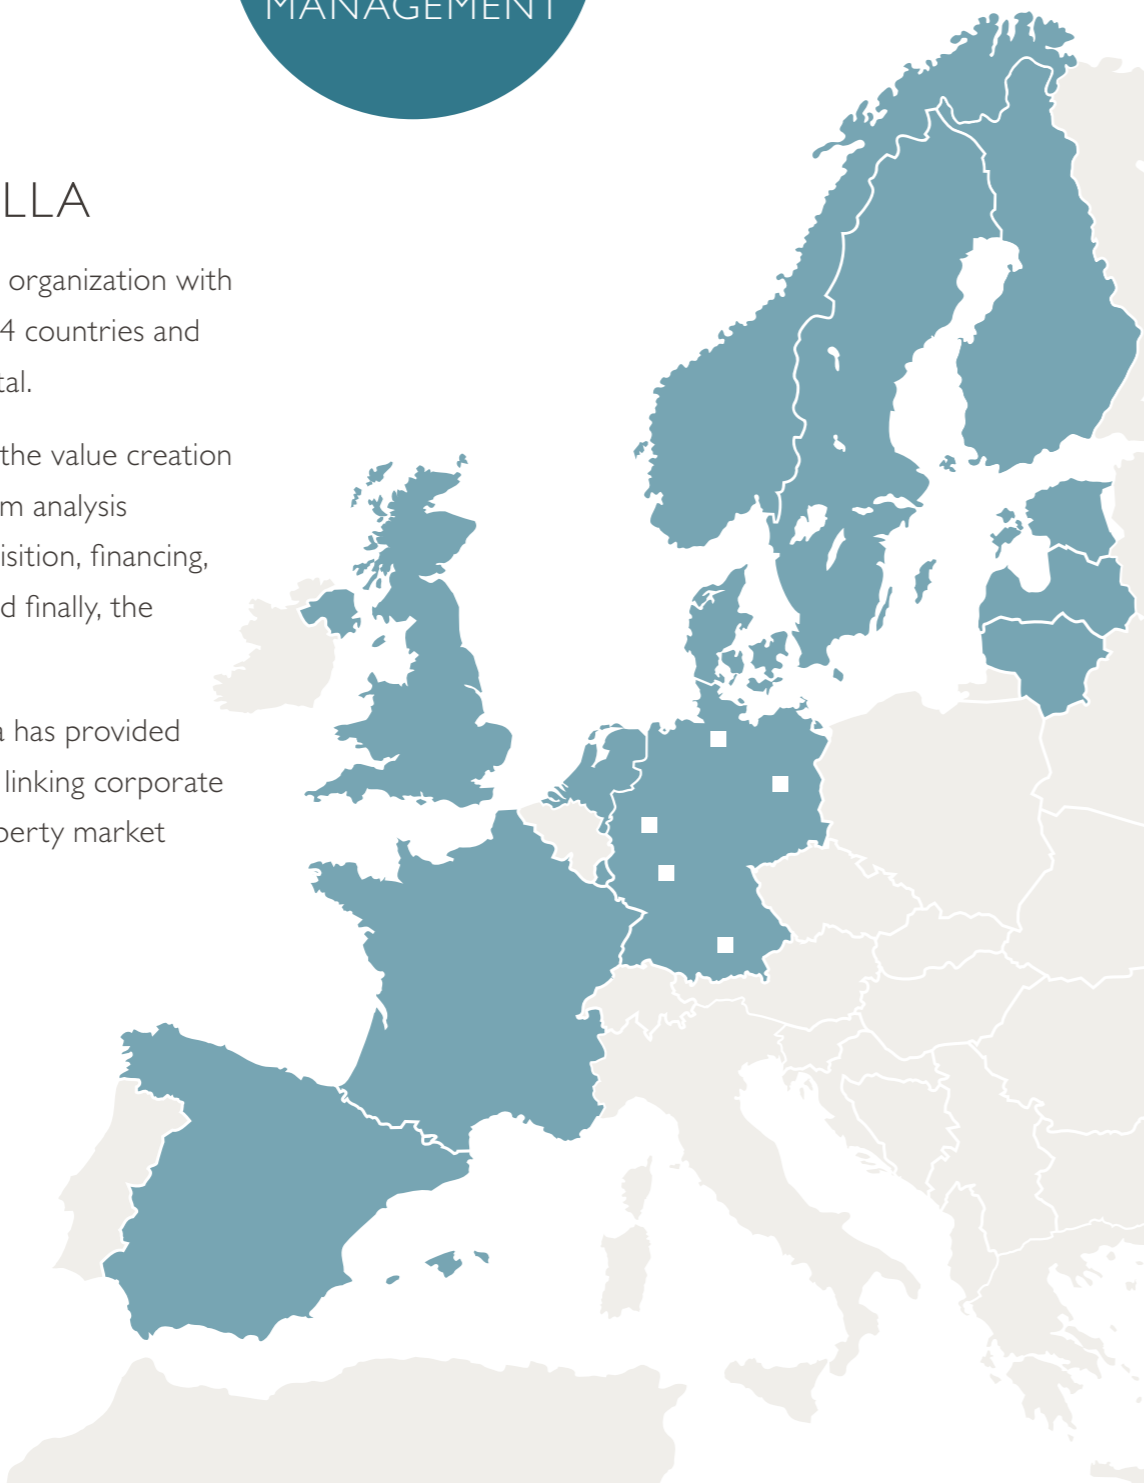 MANAGEMENT
LLA
organization with
4 countries and
tal.
the value creation
m analysis
isition, financing,
d finally, the
a has provided
linking corporate
perty market